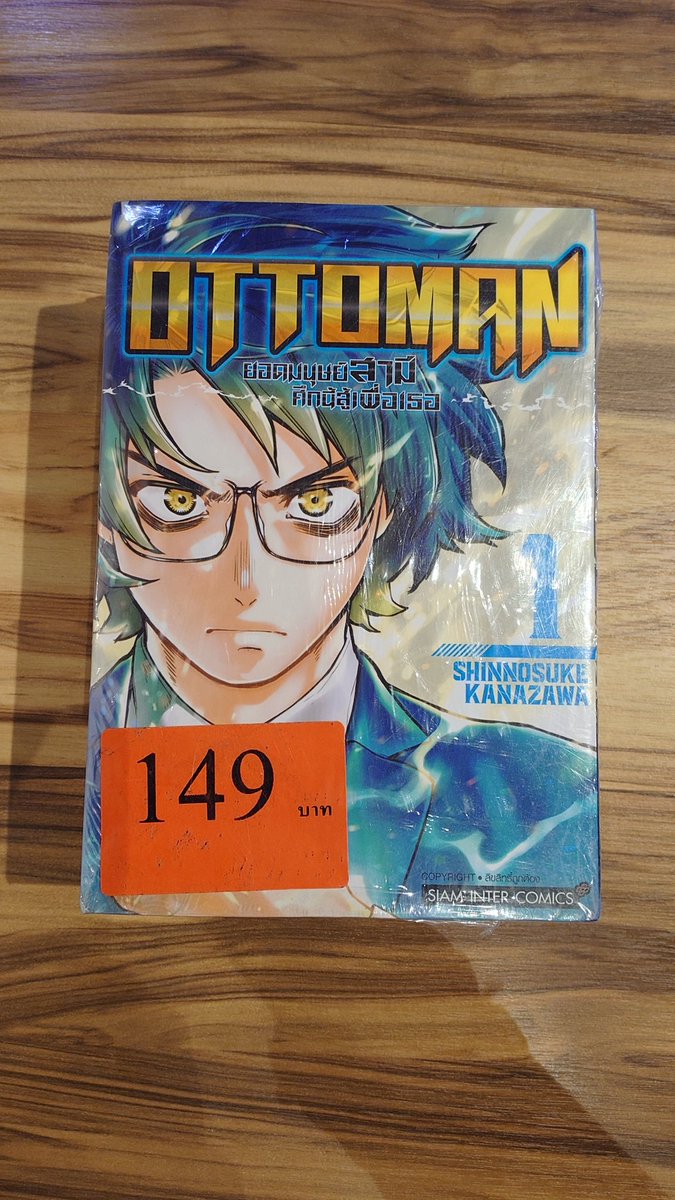 OTTOMAN
ยอดมนุษย์สามี
ศึกนี้สู้เพื่อเธอ
1
SHINNOSUKE
KANAZAWA
149 บาท
COPYRIGHT • ลิขสิทธิ์ถูกต้อง
SIAM INTER COMICS